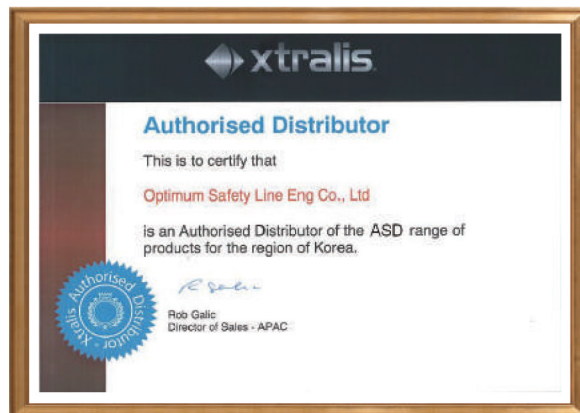 xtralis
Authorised Distributor
This is to certify that
Optimum Safety Line Eng Co., Ltd
is an Authorised Distributor of the ASD range of
products for the region of Korea.
R Galic
Rob Galic
Director of Sales - APAC
Authorised Distributor - Xtralis